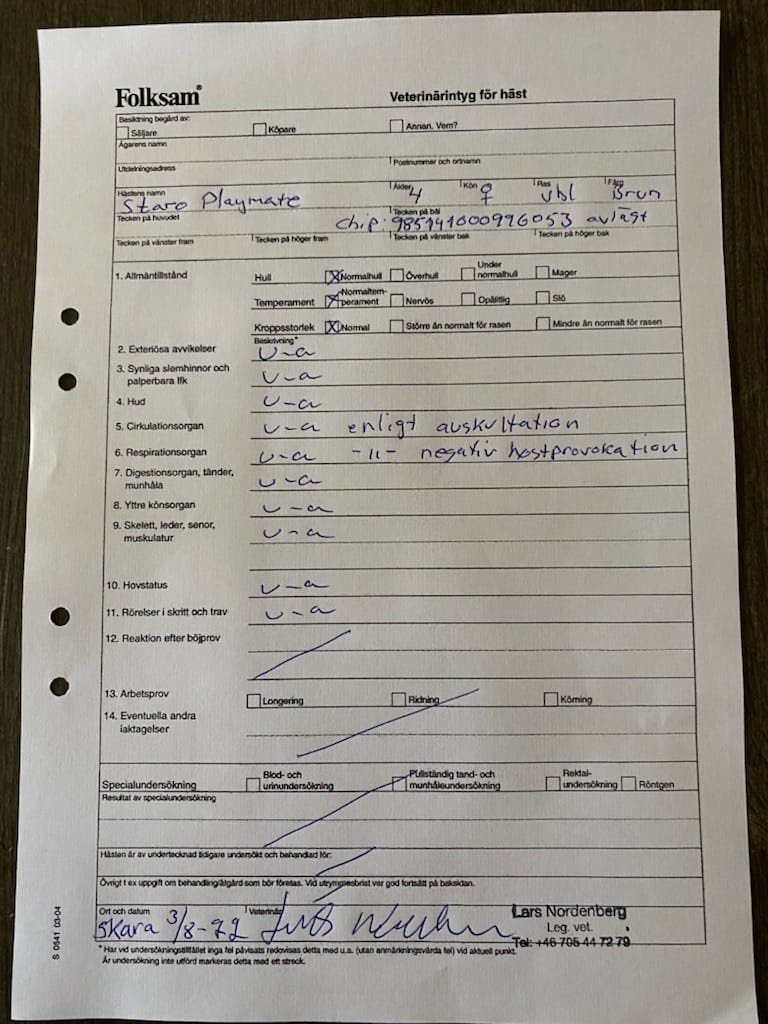 Folksam®
Veterinärintyg för häst
Besiktning begärd av:
Säljare Köpare Annan. Vem?
Ägarens namn
Utdelningsadress Postnummer och ortnamn
Hästens namn Ålder Kön Ras Färg
Staro Playmate 4 ♀ vbl Brun
Tecken på huvudet Tecken på bål
chip: avläst
Tecken på vänster fram Tecken på höger fram Tecken på vänster bak Tecken på höger bak
1. Allmäntillstånd Hull X Normalhull Överhull Under normalhull Mager
Temperament X Normaltemperament Nervös Opålitlig Slö
Kroppsstorlek X Normal Större än normalt för rasen Mindre än normalt för rasen
Beskrivning*
2. Exteriösa avvikelser u-a
3. Synliga slemhinnor och
palperbara lfk u-a
4. Hud u-a
5. Cirkulationsorgan u-a enligt auskultation
6. Respirationsorgan u-a -"- negativ hostprovokation
7. Digestionsorgan, tänder,
munhåla u-a
8. Yttre könsorgan u-a
9. Skelett, leder, senor,
muskulatur u-a
10. Hovstatus u-a
11. Rörelser i skritt och trav u-a
12. Reaktion efter böjprov
13. Arbetsprov Longering Ridning Körning
14. Eventuella andra
iaktagelser
Specialundersökning Blod- och urinundersökning Fullständig tand- och munhåleundersökning Rektalundersökning Röntgen
Resultat av specialundersökning
Hästen är av undertecknad tidigare undersökt och behandlad för:
Övrigt t ex uppgift om behandling/åtgärd som bör företas. Vid utrymmesbrist var god fortsätt på baksidan.
Ort och datum Veterinär
Skara 3/8-22
Lars Nordenberg
Leg. vet.
Tel: +46 705 44 72 79
* Har vid undersökningstillfället inga fel påvisats redovisas detta med u.a. (utan anmärkningsvärda fel) vid aktuell punkt.
Är undersökning inte utförd markeras detta med ett streck.
S 0541 03-04